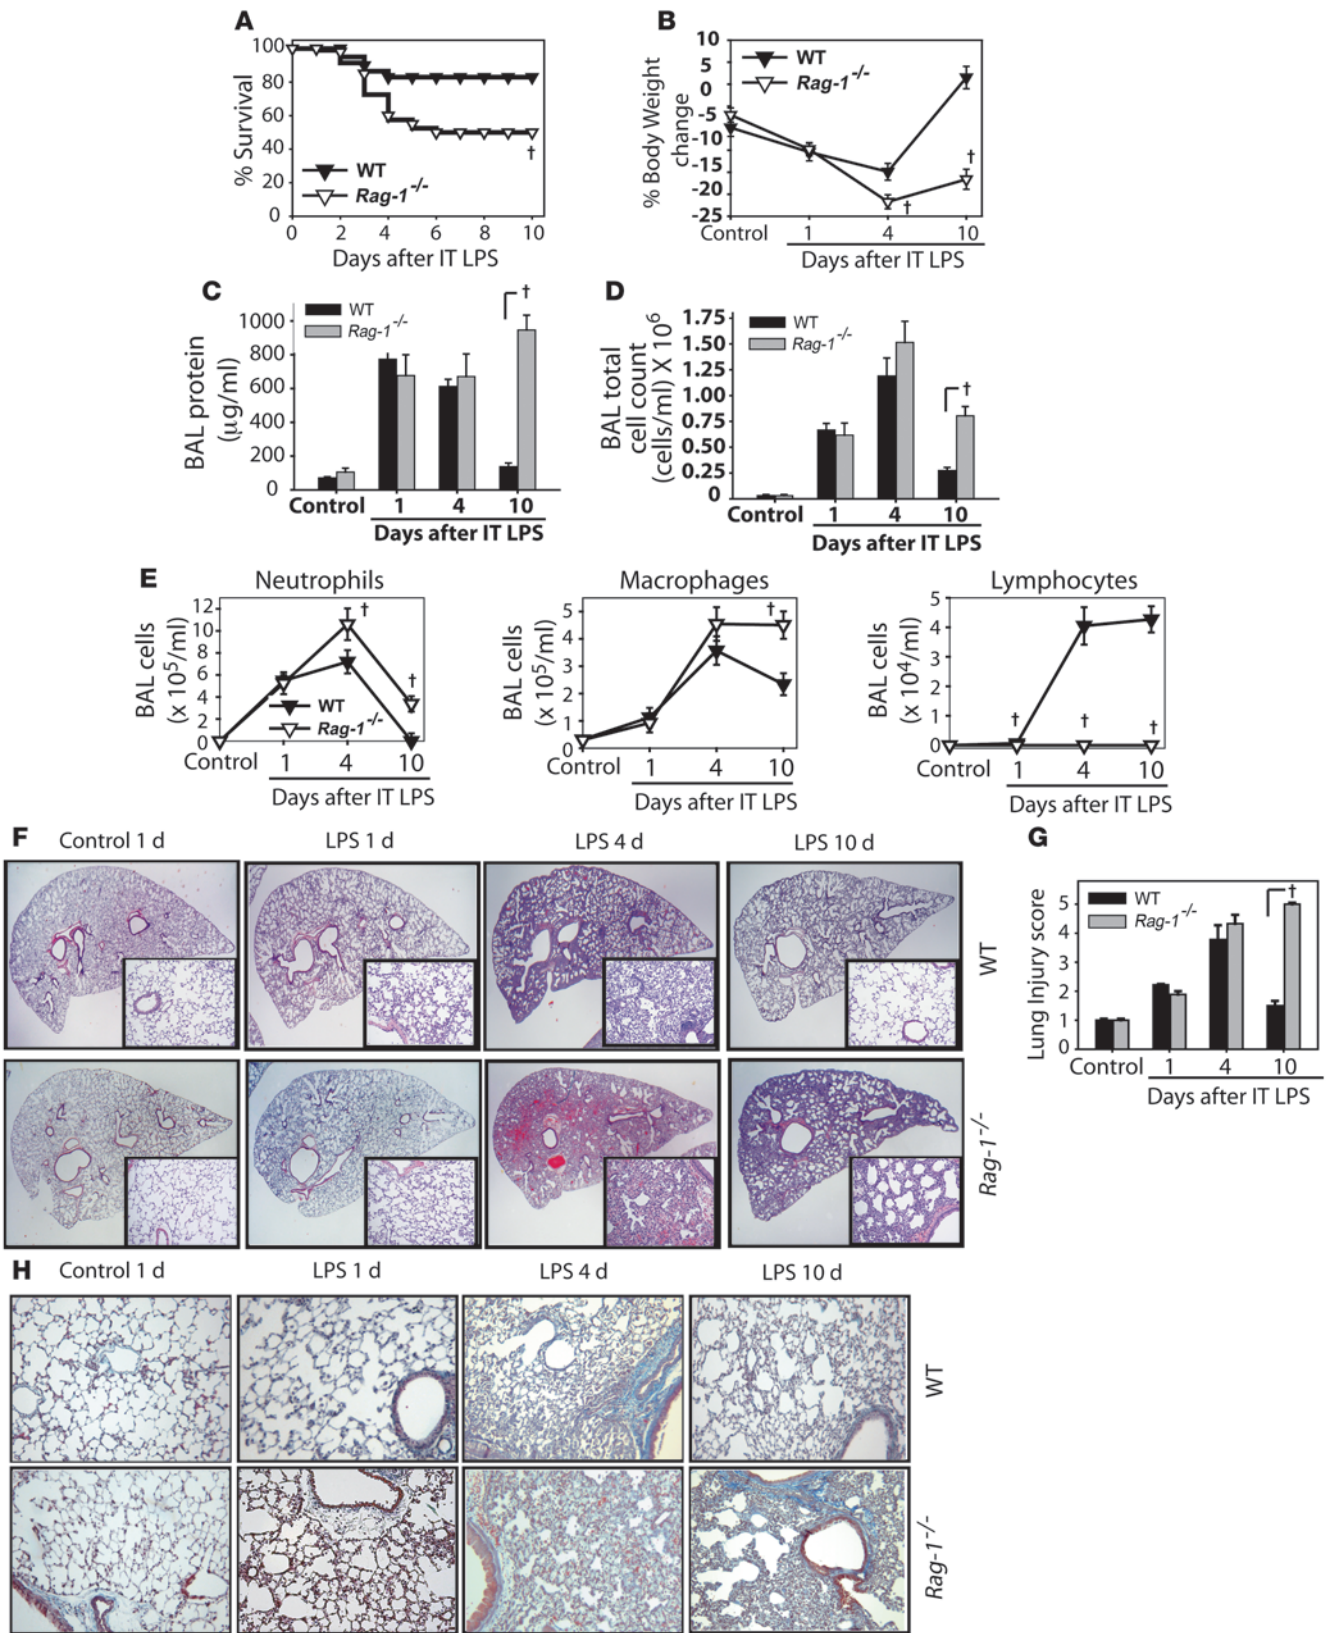 A
100
80
60
40
20
0
% Survival
WT
Rag-1-/-
†
0 2 4 6 8 10
Days after IT LPS
B
10
5
0
-5
-10
-15
-20
-25
% Body Weight
change
WT
Rag-1-/-
†
†
Control 1 4 10
Days after IT LPS
C
1000
800
600
400
200
0
BAL protein
(μg/ml)
WT
Rag-1-/-
†
Control 1 4 10
Days after IT LPS
D
1.75
1.50
1.25
1.00
0.75
0.50
0.25
0
BAL total
cell count
(cells/ml) X 10^6
WT
Rag-1-/-
†
Control 1 4 10
Days after IT LPS
E
Neutrophils
12
10
8
6
4
2
0
BAL cells
(x 10^5/ml)
†
†
WT
Rag-1-/-
Control 1 4 10
Days after IT LPS
Macrophages
5
4
3
2
1
0
BAL cells
(x 10^5/ml)
†
Control 1 4 10
Days after IT LPS
Lymphocytes
5
4
3
2
1
0
BAL cells
(x 10^4/ml)
† † †
Control 1 4 10
Days after IT LPS
F
Control 1 d LPS 1 d LPS 4 d LPS 10 d
WT
Rag-1-/-
G
5
4
3
2
1
0
Lung Injury score
WT
Rag-1-/-
†
Control 1 4 10
Days after IT LPS
H
Control 1 d LPS 1 d LPS 4 d LPS 10 d
WT
Rag-1-/-